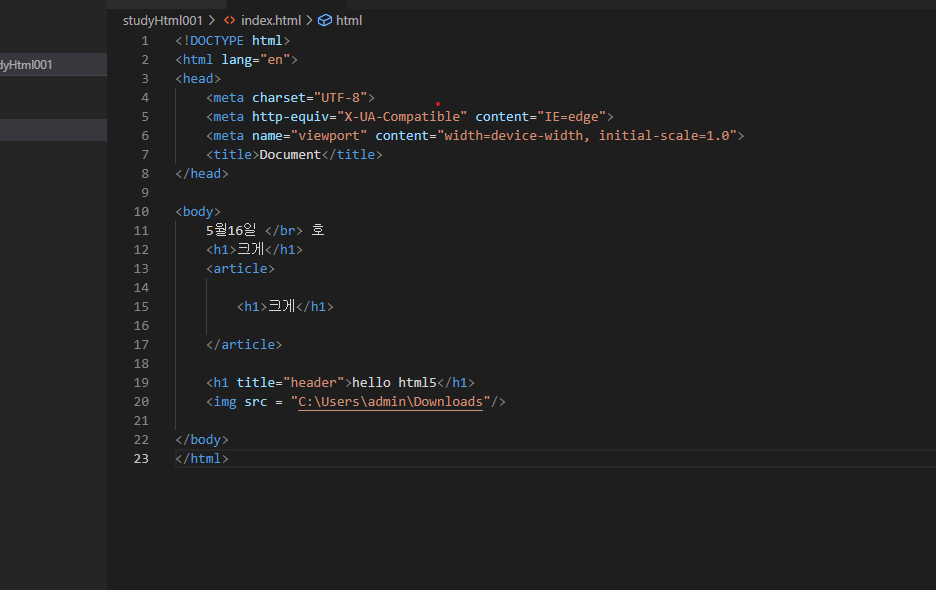 studyHtml001 > <> index.html > html
dyHtml001
1 <!DOCTYPE html>
2 <html lang="en">
3 <head>
4 <meta charset="UTF-8">
5 <meta http-equiv="X-UA-Compatible" content="IE=edge">
6 <meta name="viewport" content="width=device-width, initial-scale=1.0">
7 <title>Document</title>
8 </head>
9
10 <body>
11 5월16일 </br> 호
12 <h1>크게</h1>
13 <article>
14
15 <h1>크게</h1>
16
17 </article>
18
19 <h1 title="header">hello html5</h1>
20 <img src = "C:\Users\admin\Downloads"/>
21
22 </body>
23 </html>